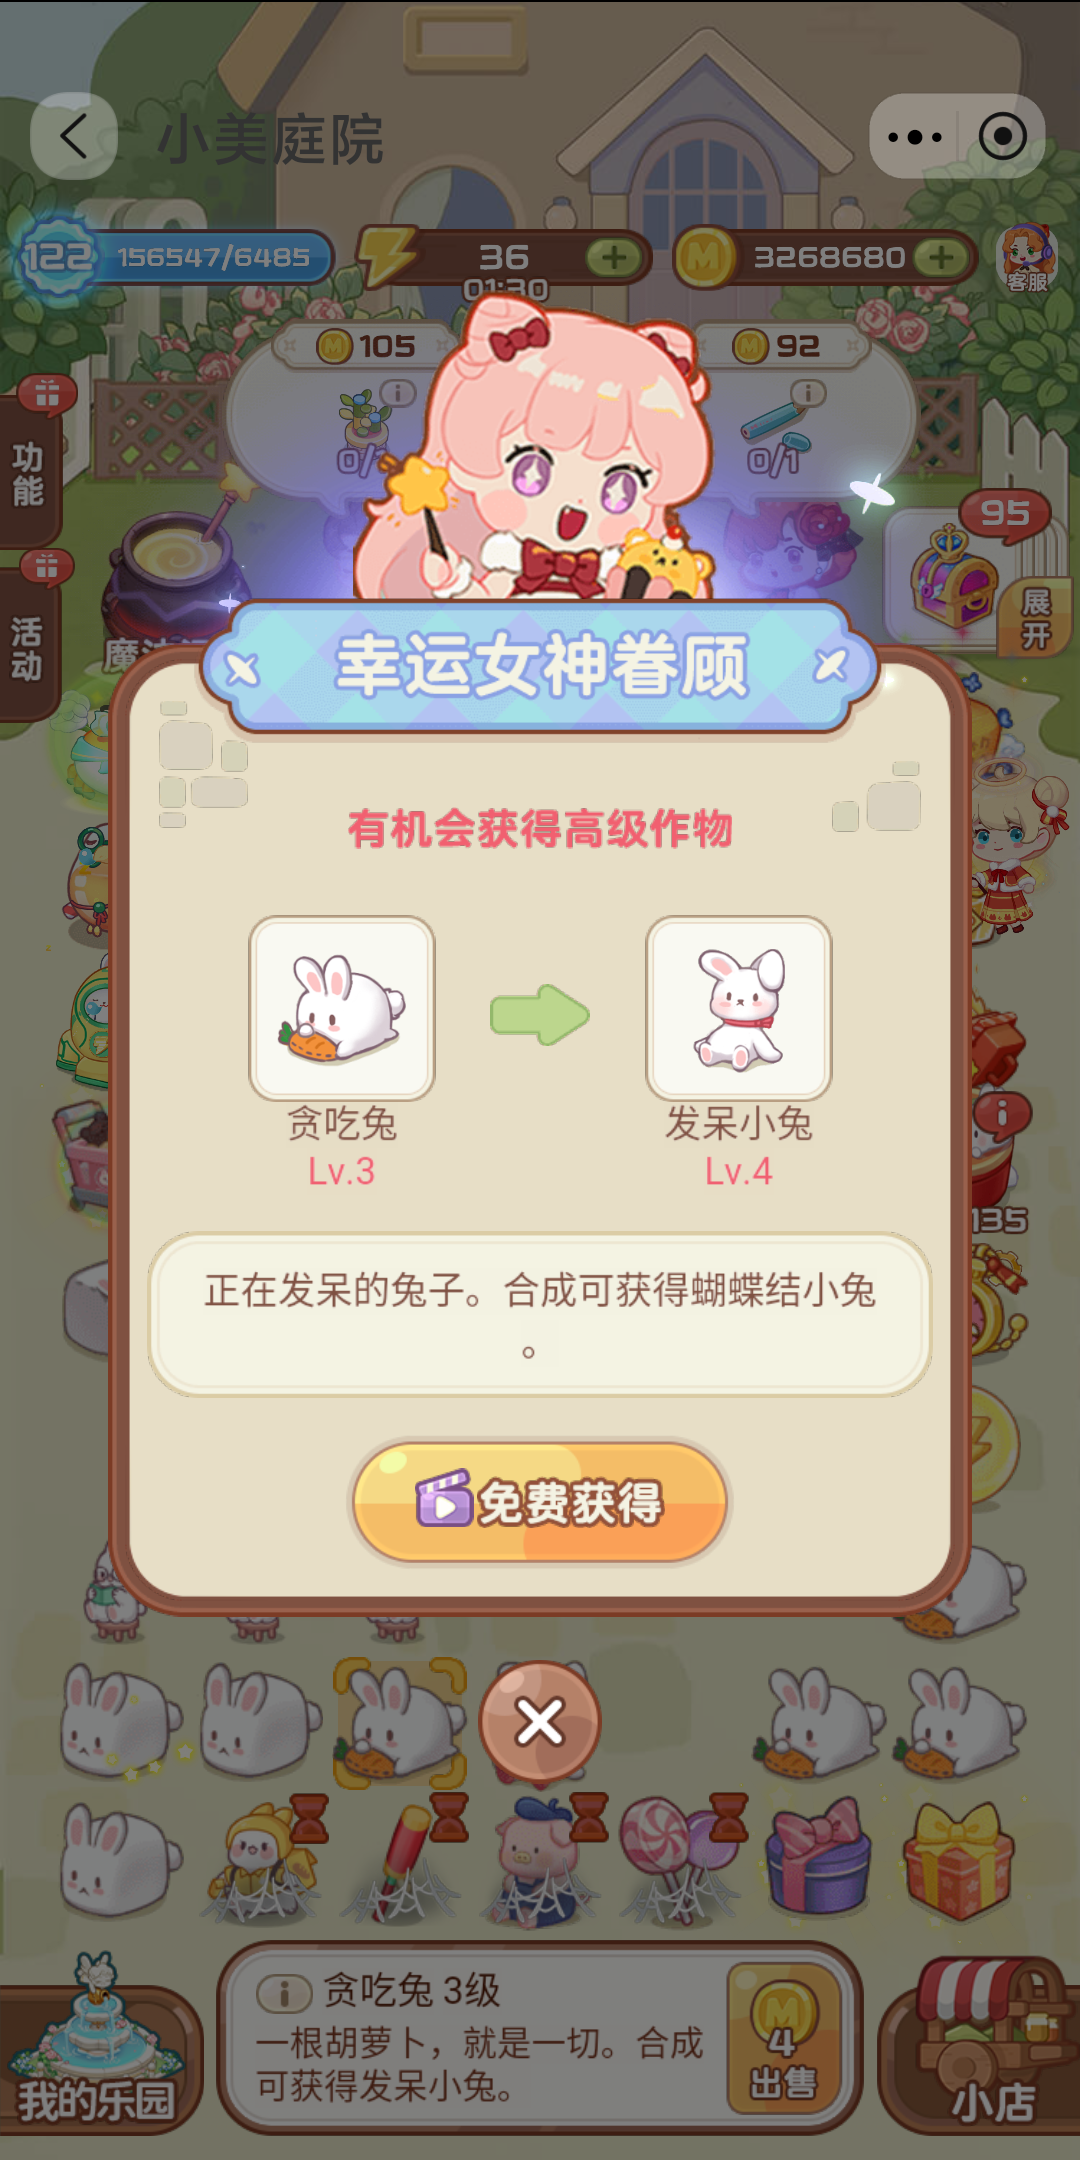 小美庭院
122
156547/6485
36
01:30
3268680
客服
105
92
0/1
功能
活动
95
展开
幸运女神眷顾
有机会获得高级作物
贪吃兔
Lv.3
发呆小兔
Lv.4
正在发呆的兔子。合成可获得蝴蝶结小兔
。
免费获得
135
贪吃兔 3级
一根胡萝卜，就是一切。合成
可获得发呆小兔。
4
出售
我的乐园
小店